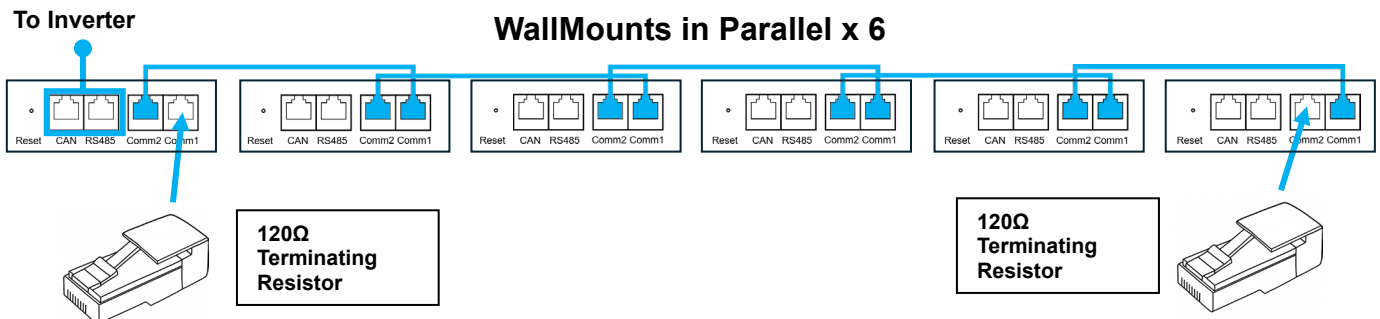 To Inverter
WallMounts in Parallel x 6
Reset CAN RS485 Comm2 Comm1
Reset CAN RS485 Comm2 Comm1
Reset CAN RS485 Comm2 Comm1
Reset CAN RS485 Comm2 Comm1
Reset CAN RS485 Comm2 Comm1
Reset CAN RS485 Comm2 Comm1
120Ω
Terminating
Resistor
120Ω
Terminating
Resistor